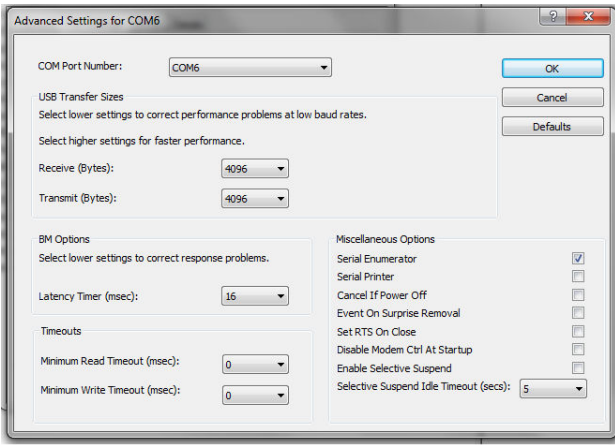 Advanced Settings for COM6
COM Port Number: COM6
OK
USB Transfer Sizes
Cancel
Select lower settings to correct performance problems at low baud rates.
Defaults
Select higher settings for faster performance.
Receive (Bytes): 4096
Transmit (Bytes): 4096
BM Options
Select lower settings to correct response problems.
Latency Timer (msec): 16
Timeouts
Minimum Read Timeout (msec): 0
Minimum Write Timeout (msec): 0
Miscellaneous Options
Serial Enumerator
Serial Printer
Cancel If Power Off
Event On Surprise Removal
Set RTS On Close
Disable Modem Ctrl At Startup
Enable Selective Suspend
Selective Suspend Idle Timeout (secs): 5